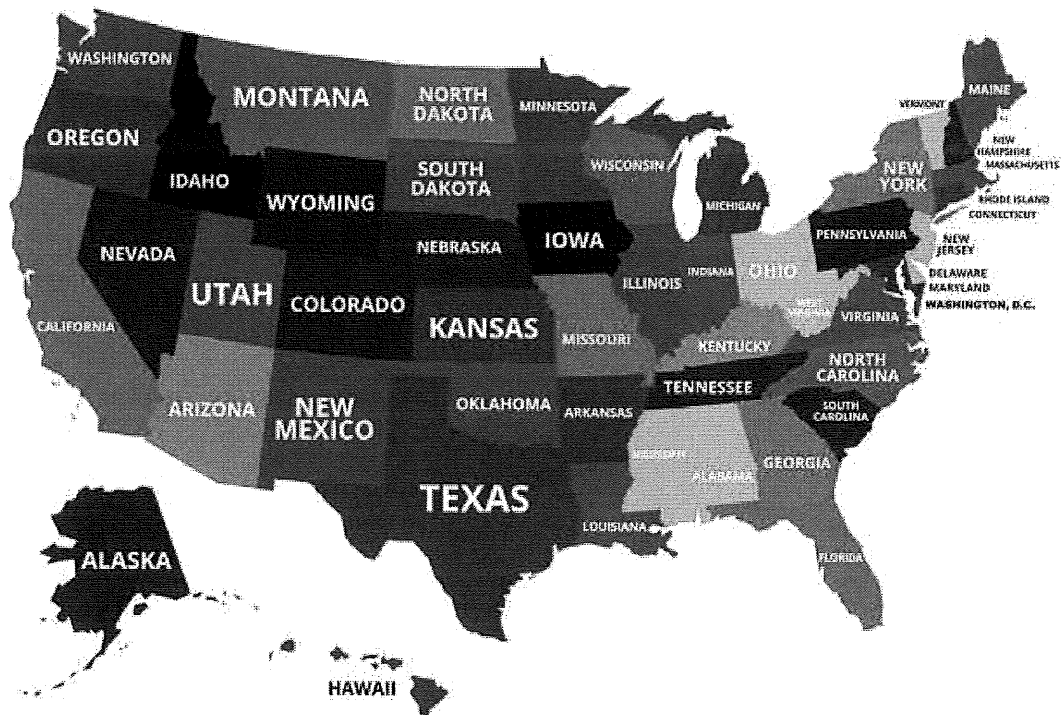 WASHINGTON
MONTANA
NORTH
DAKOTA
MINNESOTA
VERMONT
MAINE
OREGON
IDAHO
WYOMING
SOUTH
DAKOTA
WISCONSIN
MICHIGAN
NEW
YORK
NEW
HAMPSHIRE
MASSACHUSETTS
RHODE ISLAND
CONNECTICUT
NEVADA
UTAH
COLORADO
NEBRASKA
IOWA
ILLINOIS
INDIANA
OHIO
PENNSYLVANIA
NEW
JERSEY
DELAWARE
MARYLAND
WASHINGTON, D.C.
CALIFORNIA
KANSAS
MISSOURI
KENTUCKY
WEST
VIRGINIA
VIRGINIA
ARIZONA
NEW
MEXICO
OKLAHOMA
ARKANSAS
TENNESSEE
NORTH
CAROLINA
SOUTH
CAROLINA
TEXAS
LOUISIANA
MISSISSIPPI
ALABAMA
GEORGIA
FLORIDA
ALASKA
HAWAII